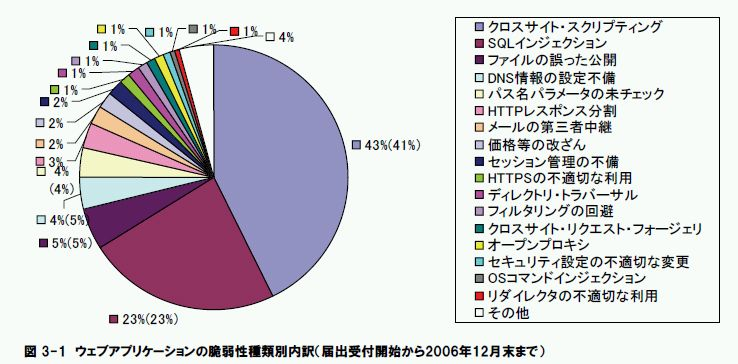 1% 1% 1%
1% 4%
1%
1%
1%
1%
2%
2%
2%
3%
4%
(4%)
4%(5%)
5%(5%)
23%(23%)
43%(41%)
クロスサイト・スクリプティング
SQLインジェクション
ファイルの誤った公開
DNS情報の設定不備
パス名パラメータの未チェック
HTTPレスポンス分割
メールの第三者中継
価格等の改ざん
セッション管理の不備
HTTPSの不適切な利用
ディレクトリ・トラバーサル
フィルタリングの回避
クロスサイト・リクエスト・フォージェリ
オープンプロキシ
セキュリティ設定の不適切な変更
OSコマンドインジェクション
リダイレクタの不適切な利用
その他
図 3-1 ウェブアプリケーションの脆弱性種類別内訳(届出受付開始から2006年12月末まで)